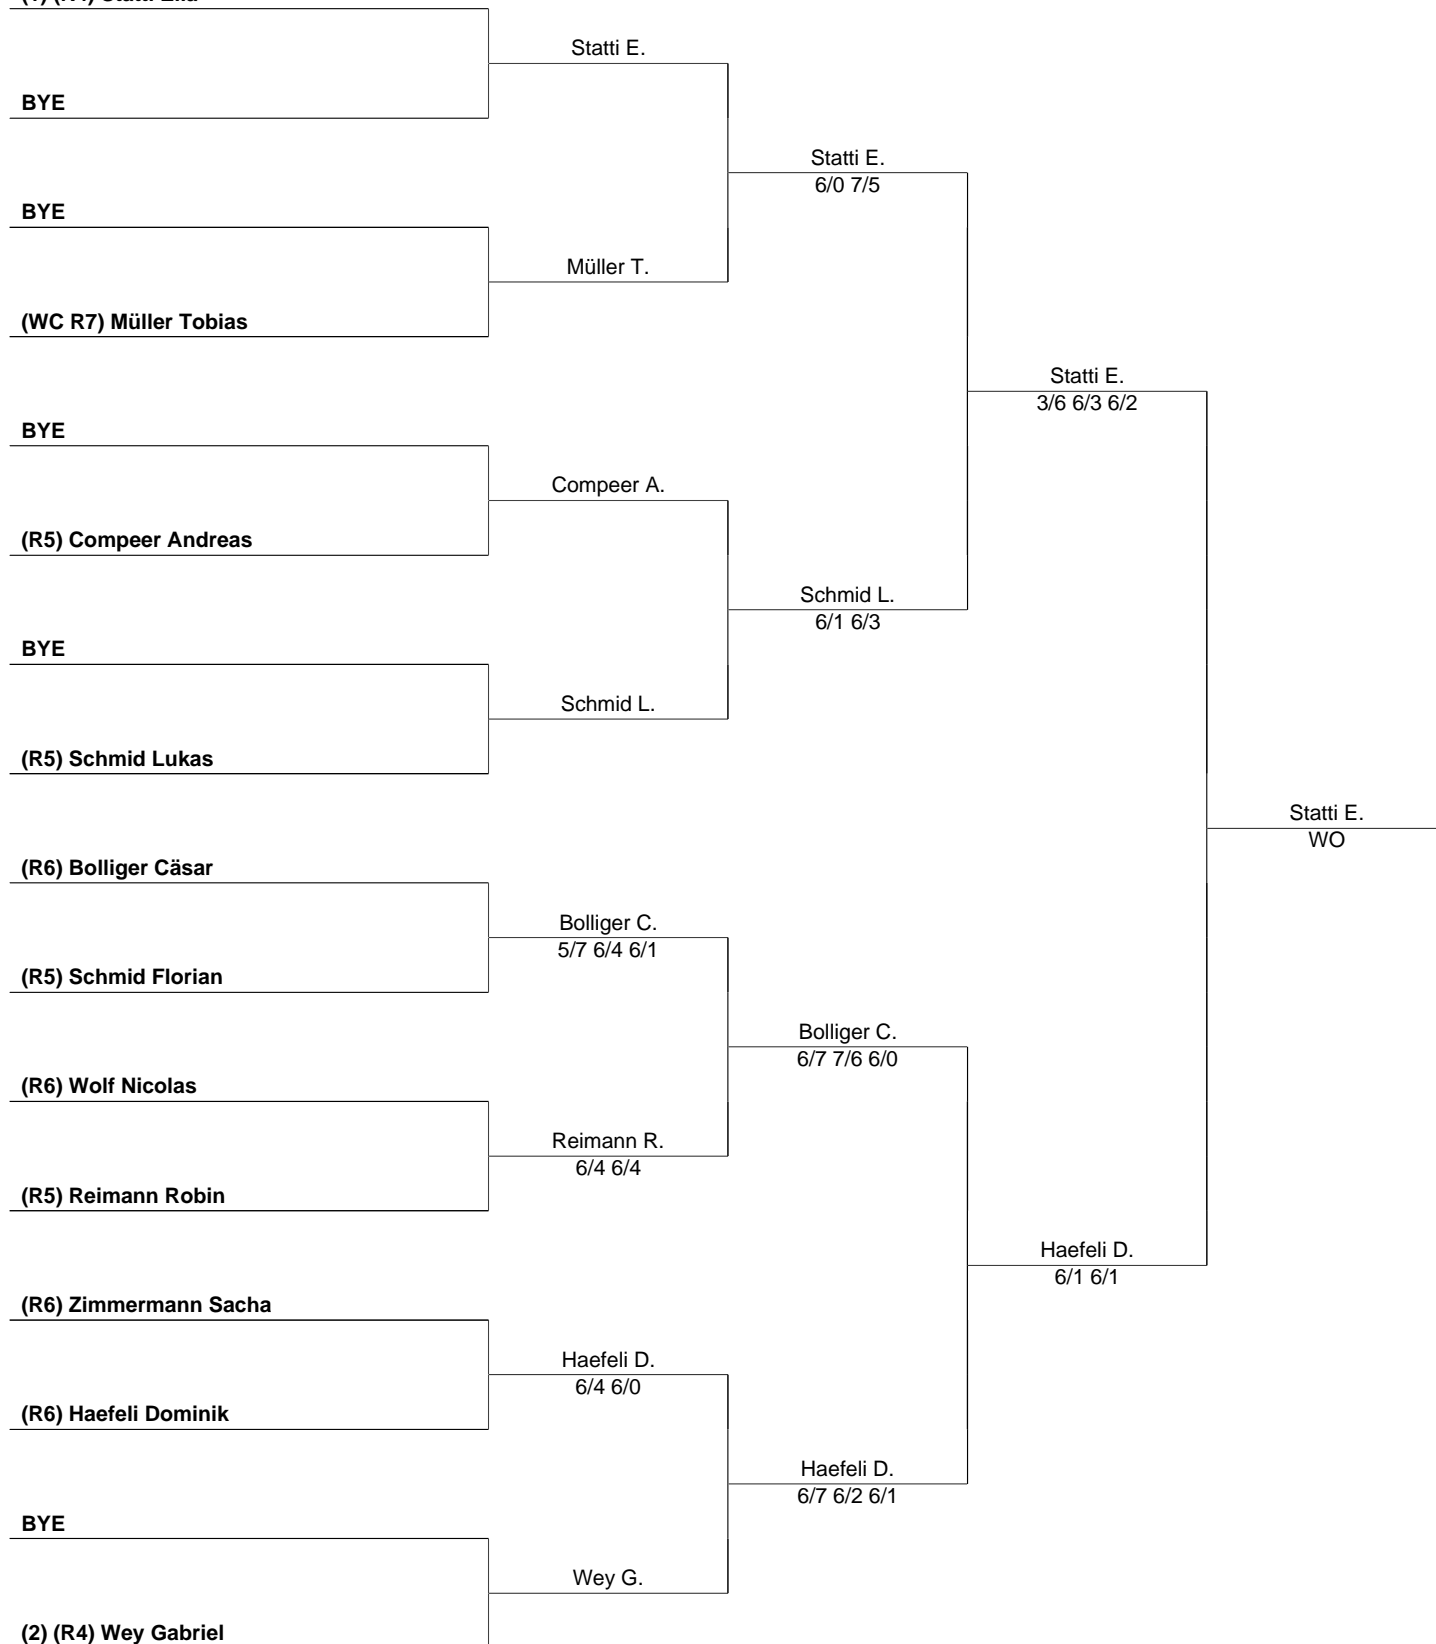 Statti E.
BYE
Statti E.
6/0 7/5
BYE
Müller T.
(WC R7) Müller Tobias
Statti E.
3/6 6/3 6/2
BYE
Compeer A.
(R5) Compeer Andreas
Schmid L.
6/1 6/3
BYE
Schmid L.
(R5) Schmid Lukas
Statti E.
WO
(R6) Bolliger Cäsar
Bolliger C.
5/7 6/4 6/1
(R5) Schmid Florian
Bolliger C.
6/7 7/6 6/0
(R6) Wolf Nicolas
Reimann R.
6/4 6/4
(R5) Reimann Robin
Haefeli D.
6/1 6/1
(R6) Zimmermann Sacha
Haefeli D.
6/4 6/0
(R6) Haefeli Dominik
Haefeli D.
6/7 6/2 6/1
BYE
Wey G.
(2) (R4) Wey Gabriel